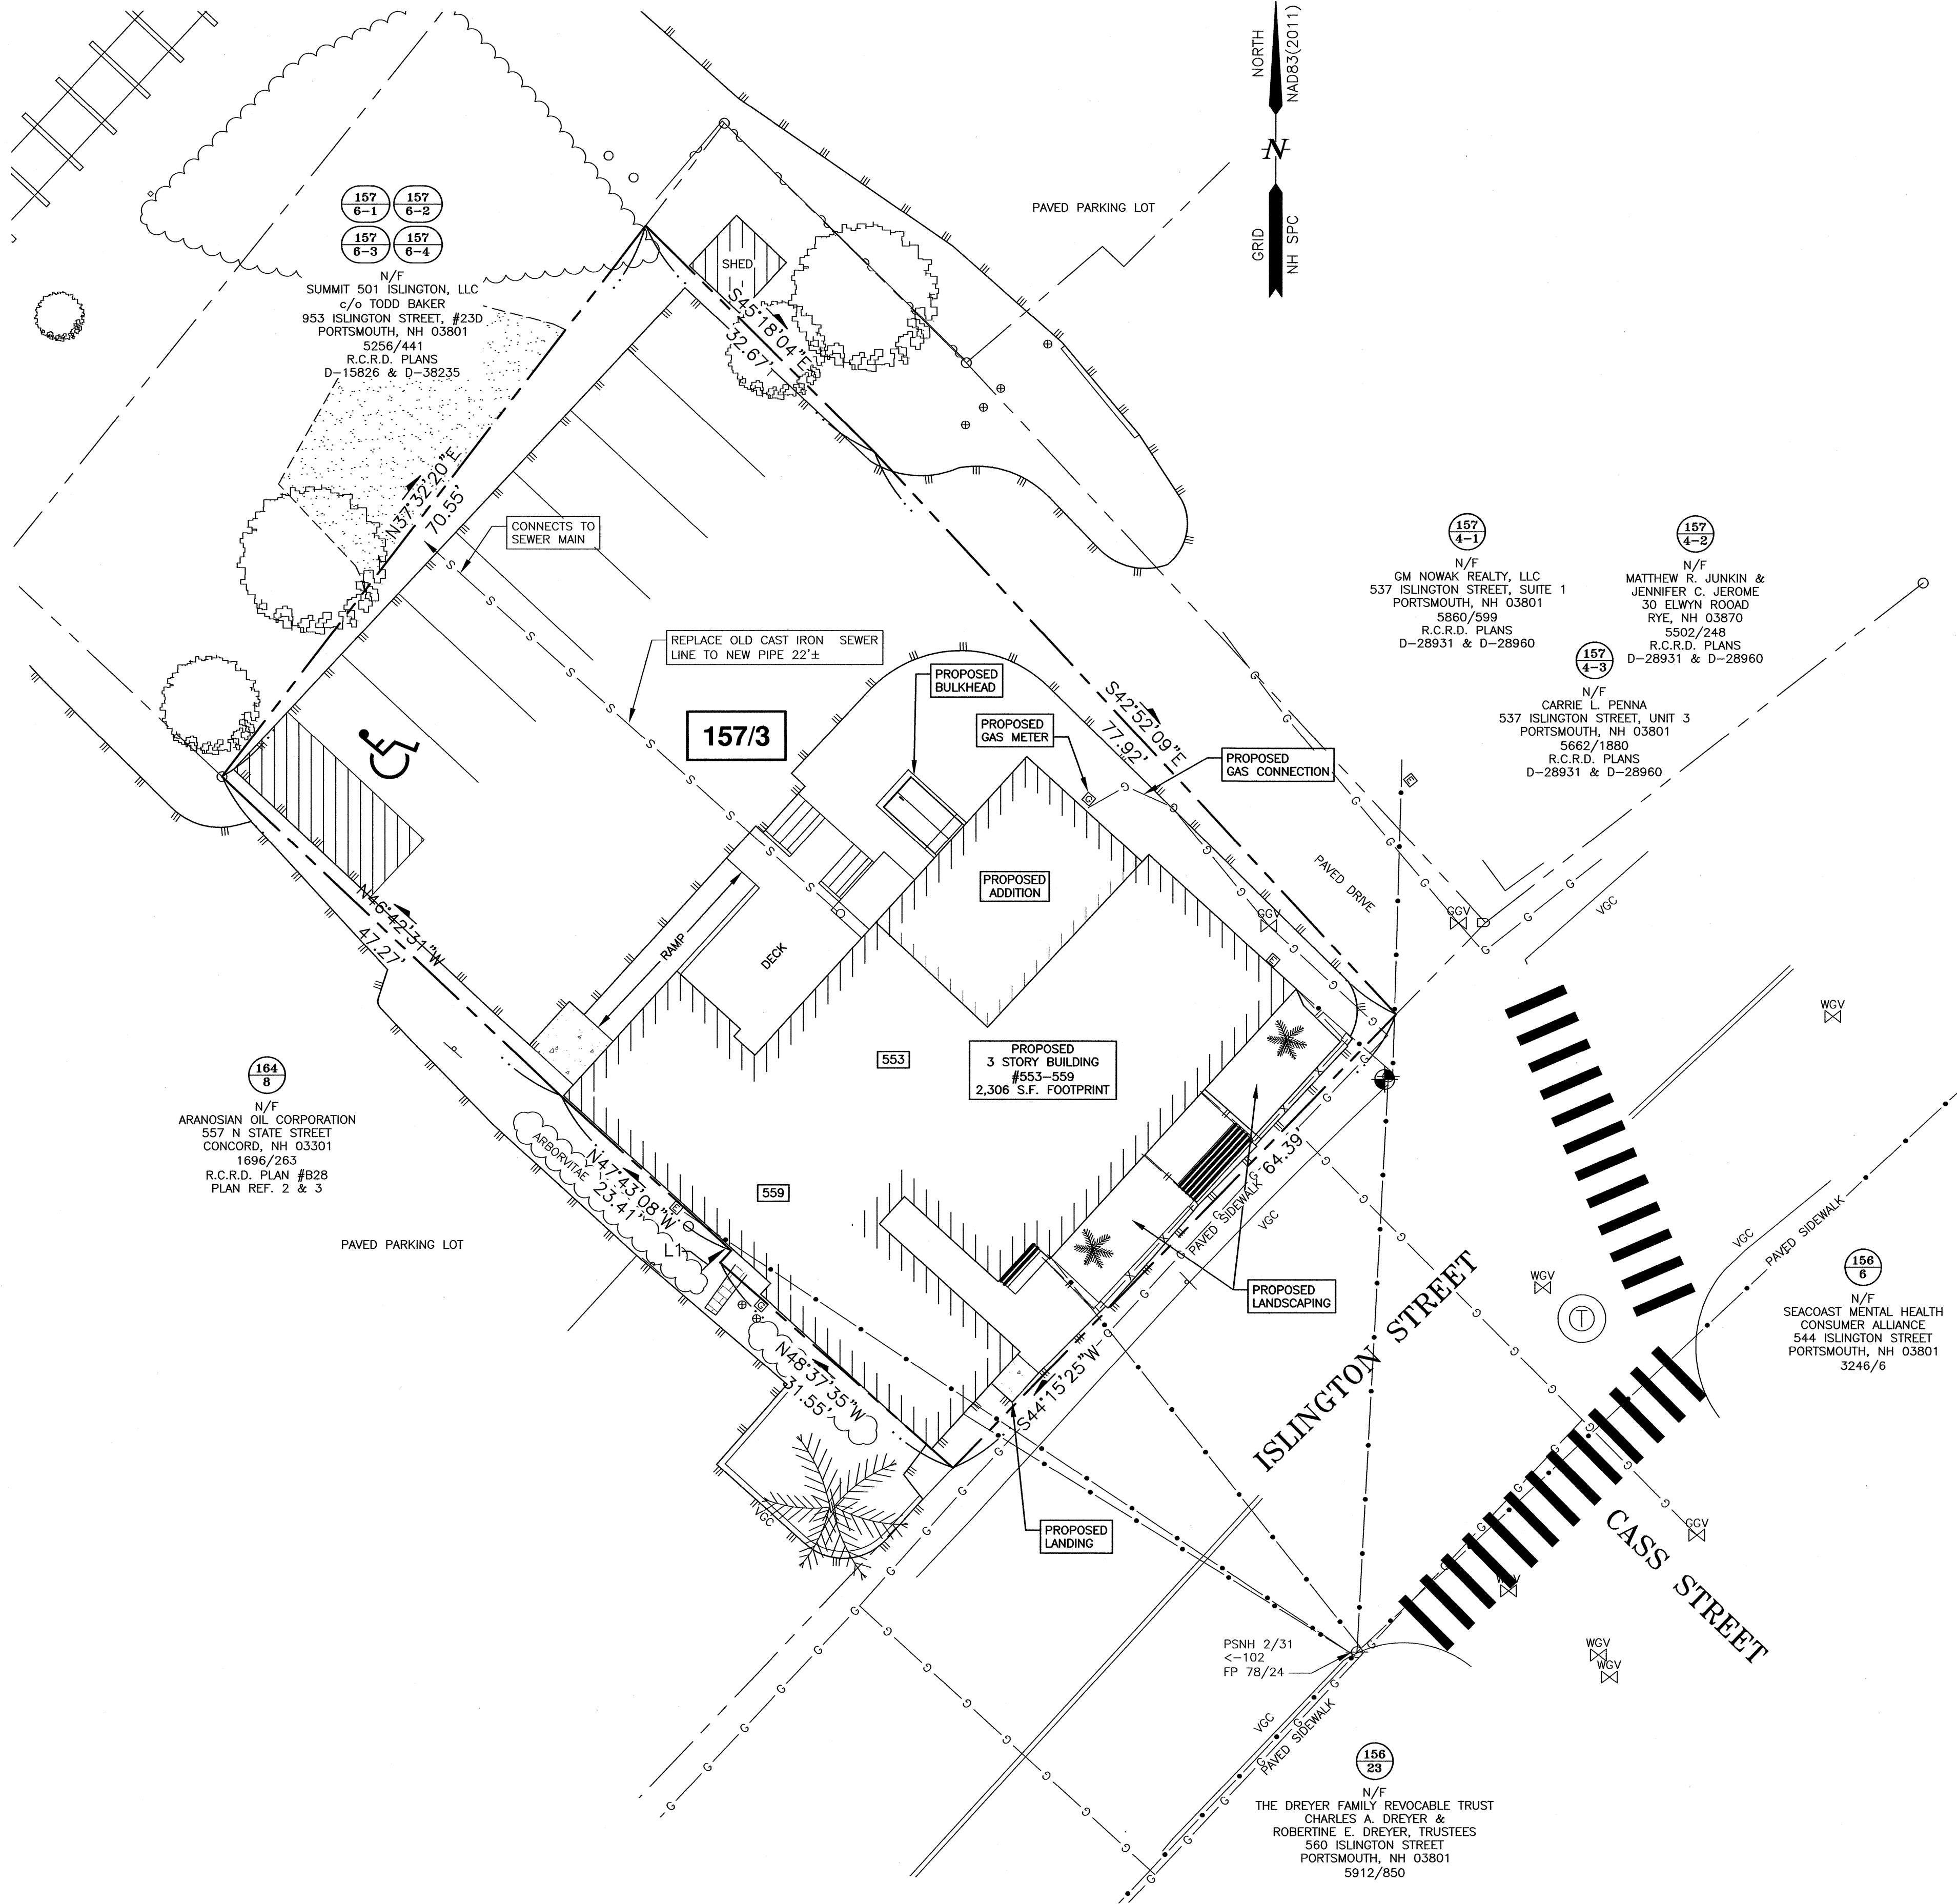 NORTH
NAD83(2011)
N
GRID
NH SPC
PAVED PARKING LOT
157
6-1
157
6-2
157
6-3
157
6-4
N/F
SUMMIT 501 ISLINGTON, LLC
c/o TODD BAKER
953 ISLINGTON STREET, #23D
PORTSMOUTH, NH 03801
5256/441
R.C.R.D. PLANS
D-15826 & D-38235
SHED
S45°18'04"E
32.67'
N37°32'20"E
70.55'
CONNECTS TO
SEWER MAIN
REPLACE OLD CAST IRON SEWER
LINE TO NEW PIPE 22'±
157/3
PROPOSED
BULKHEAD
PROPOSED
GAS METER
S42°52'09"E
77.92'
PROPOSED
GAS CONNECTION
157
4-1
N/F
GM NOWAK REALTY, LLC
537 ISLINGTON STREET, SUITE 1
PORTSMOUTH, NH 03801
5860/599
R.C.R.D. PLANS
D-28931 & D-28960
157
4-2
N/F
MATTHEW R. JUNKIN &
JENNIFER C. JEROME
30 ELWYN ROOAD
RYE, NH 03870
5502/248
R.C.R.D. PLANS
D-28931 & D-28960
157
4-3
N/F
CARRIE L. PENNA
537 ISLINGTON STREET, UNIT 3
PORTSMOUTH, NH 03801
5662/1880
R.C.R.D. PLANS
D-28931 & D-28960
PROPOSED
ADDITION
PAVED DRIVE
GGV
GGV
VGC
N46°42'31"W
47.27'
RAMP
DECK
553
PROPOSED
3 STORY BUILDING
#553-559
2,306 S.F. FOOTPRINT
WGV
164
8
N/F
ARANOSIAN OIL CORPORATION
557 N STATE STREET
CONCORD, NH 03301
1696/263
R.C.R.D. PLAN #B28
PLAN REF. 2 & 3
PAVED PARKING LOT
ARBORVITAE
N47°43'08"W
23.41'
L1
559
64.39'
PAVED SIDEWALK
VGC
PROPOSED
LANDSCAPING
ISLINGTON STREET
WGV
T
VGC
PAVED SIDEWALK
156
6
N/F
SEACOAST MENTAL HEALTH
CONSUMER ALLIANCE
544 ISLINGTON STREET
PORTSMOUTH, NH 03801
3246/6
N48°37'35"W
31.55'
S44°15'25"W
VGC
PROPOSED
LANDING
GGV
CASS STREET
PSNH 2/31
<-102
FP 78/24
WGV
WGV
VGC
PAVED SIDEWALK
156
23
N/F
THE DREYER FAMILY REVOCABLE TRUST
CHARLES A. DREYER &
ROBERTINE E. DREYER, TRUSTEES
560 ISLINGTON STREET
PORTSMOUTH, NH 03801
5912/850